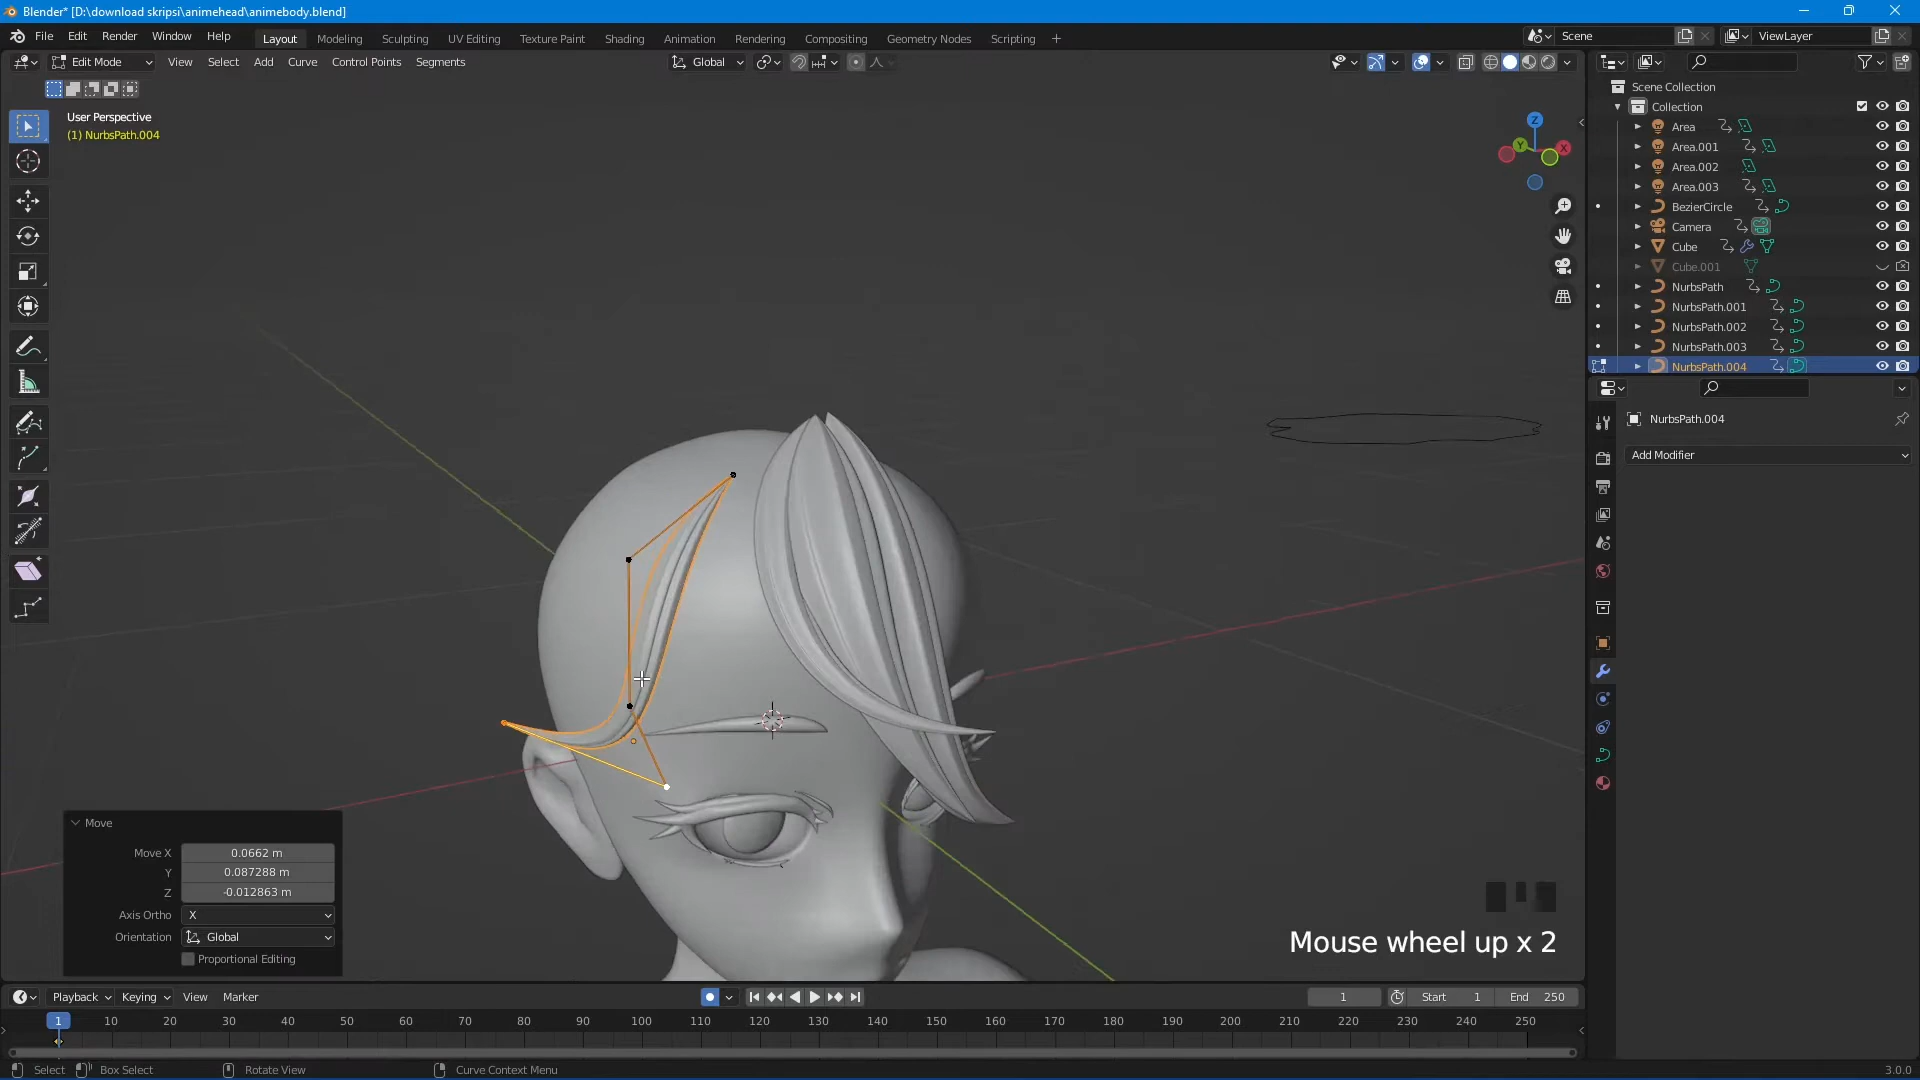 Blender* [D:\download skripsi\animehead\animebody.blend]
File Edit Render Window Help Layout Modeling Sculpting UV Editing Texture Paint Shading Animation Rendering Compositing Geometry Nodes Scripting + Scene ViewLayer
Edit Mode View Select Add Curve Control Points Segments Global
User Perspective
(1) NurbsPath.004
Z
Y
X
Scene Collection
Collection
Area
Area.001
Area.002
Area.003
BezierCircle
Camera
Cube
Cube.001
NurbsPath
NurbsPath.001
NurbsPath.002
NurbsPath.003
NurbsPath.004
NurbsPath.004
Add Modifier
Move
Move X 0.0662 m
Y 0.087288 m
Z -0.012863 m
Axis Ortho X
Orientation Global
Proportional Editing
Mouse wheel up x 2
Playback Keying View Marker 1 Start 1 End 250
1 10 20 30 40 50 60 70 80 90 100 110 120 130 140 150 160 170 180 190 200 210 220 230 240 250
Select Box Select Rotate View Curve Context Menu 3.0.0